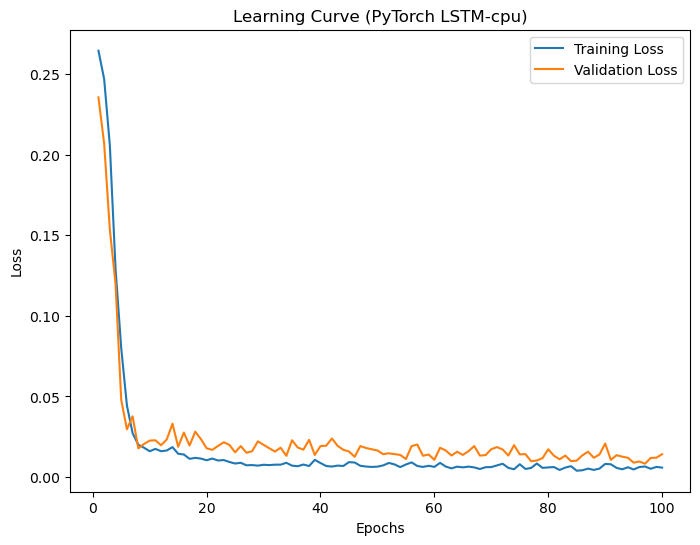 Learning Curve (PyTorch LSTM-cpu)
Training Loss
Validation Loss
0.25
0.20
0.15
0.10
0.05
0.00
Loss
0 20 40 60 80 100
Epochs